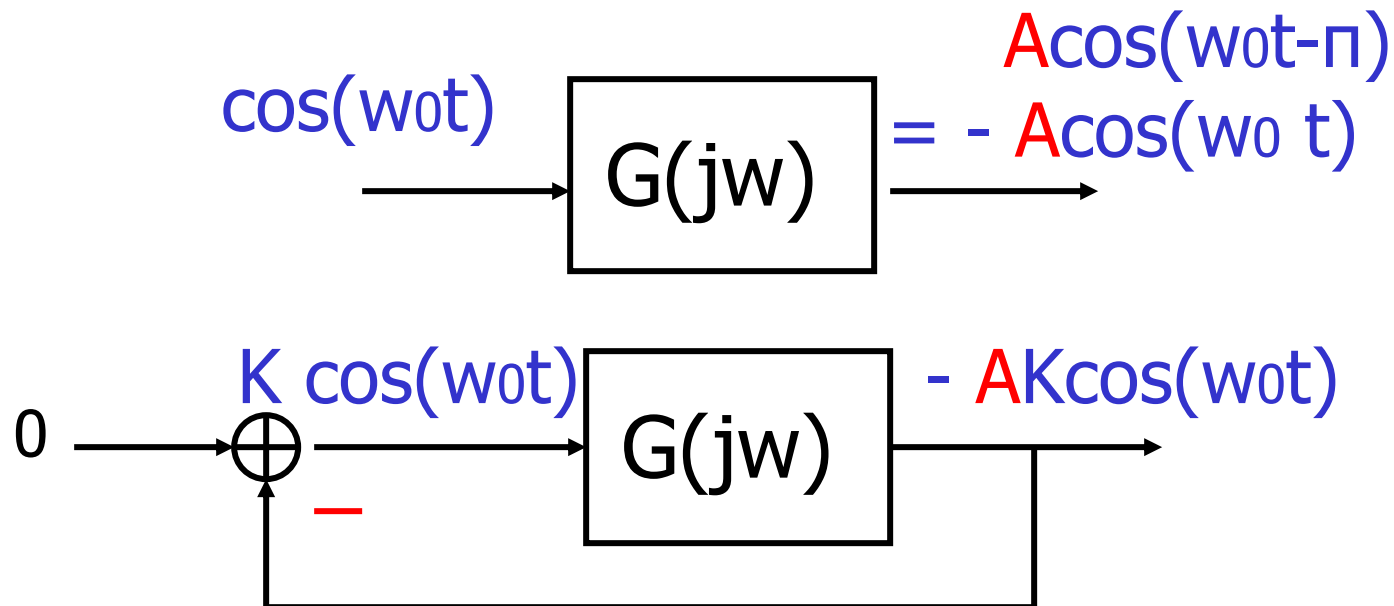 Acos(w0t-π)
cos(w0t)
= - Acos(w0 t)
G(jw)
K cos(w0t)
- AKcos(w0t)
0
G(jw)
–